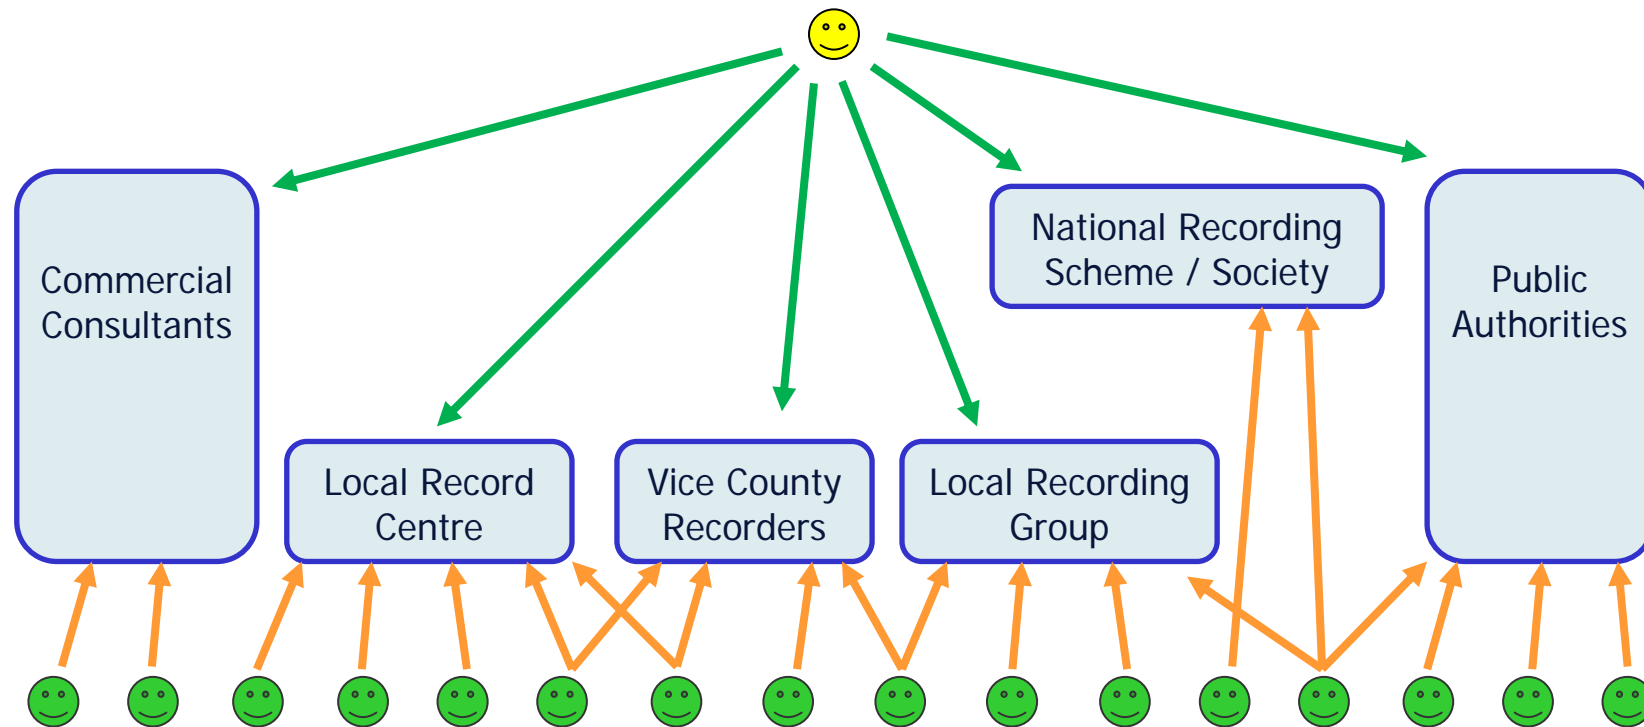 Commercial
Consultants
National Recording
Scheme / Society
Public
Authorities
Local Record
Centre
Vice County
Recorders
Local Recording
Group